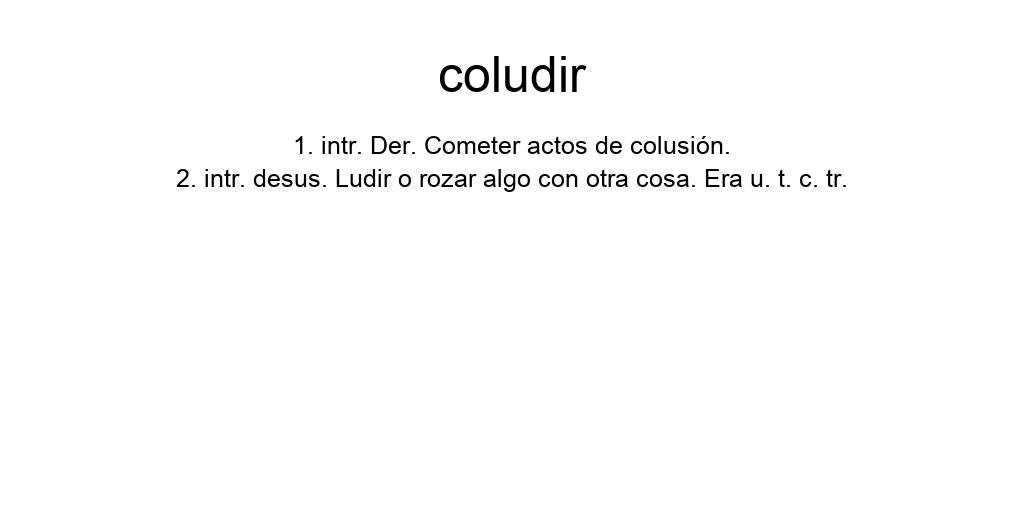 coludir
1. intr. Der. Cometer actos de colusión.
2. intr. desus. Ludir o rozar algo con otra cosa. Era u. t. c. tr.